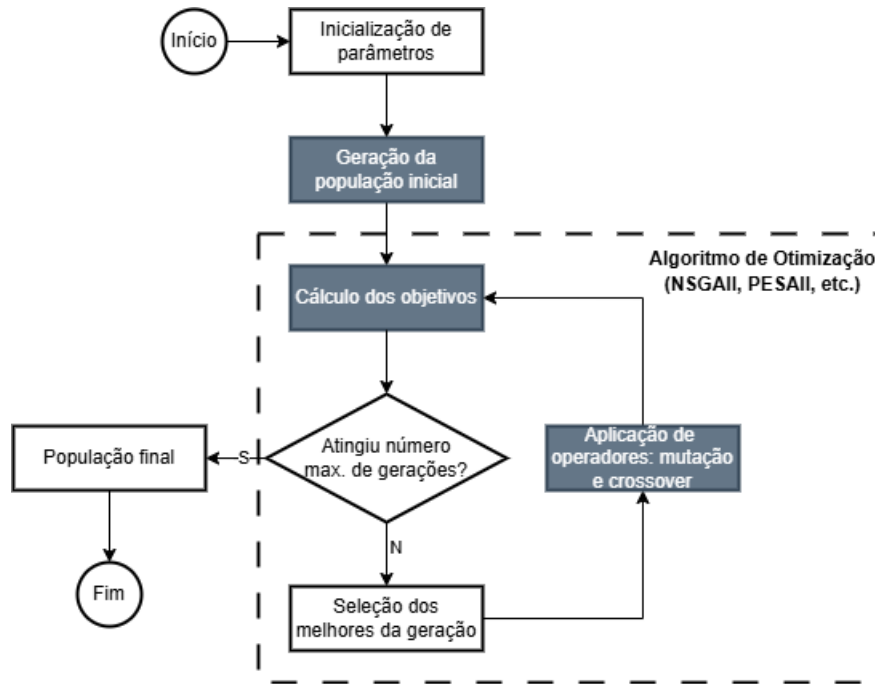 Início
Inicialização de
parâmetros
Geração da
população inicial
Algoritmo de Otimização
(NSGAII, PESAII, etc.)
Cálculo dos objetivos
Atingiu número
max. de gerações?
S
População final
Fim
N
Seleção dos
melhores da geração
Aplicação de
operadores: mutação
e crossover